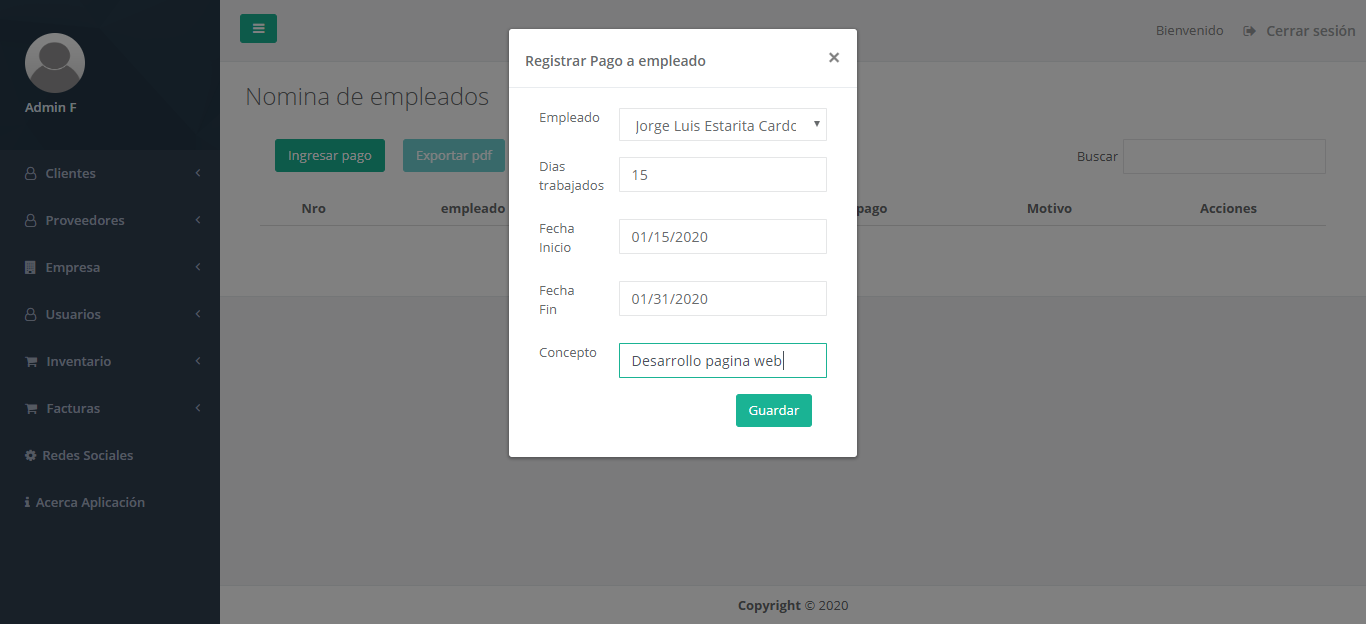 Admin F
Clientes
Proveedores
Empresa
Usuarios
Inventario
Facturas
Redes Sociales
Acerca Aplicación
Bienvenido Cerrar sesión
Nomina de empleados
Ingresar pago Exportar pdf
Buscar
Nro empleado pago Motivo Acciones
Registrar Pago a empleado ×
Empleado Jorge Luis Estarita Cardc
Dias
trabajados 15
Fecha
Inicio 01/15/2020
Fecha
Fin 01/31/2020
Concepto Desarrollo pagina web
Guardar
Copyright © 2020